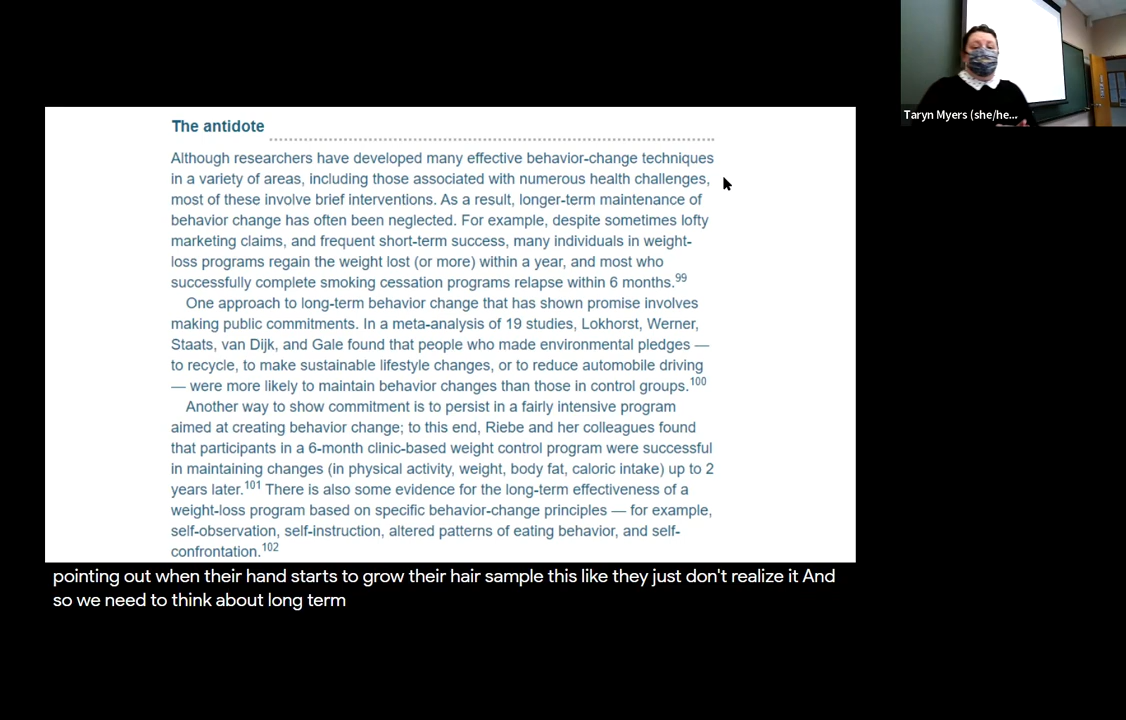 The antidote
Although researchers have developed many effective behavior-change techniques
in a variety of areas, including those associated with numerous health challenges,
most of these involve brief interventions. As a result, longer-term maintenance of
behavior change has often been neglected. For example, despite sometimes lofty
marketing claims, and frequent short-term success, many individuals in weight-
loss programs regain the weight lost (or more) within a year, and most who
successfully complete smoking cessation programs relapse within 6 months.99
One approach to long-term behavior change that has shown promise involves
making public commitments. In a meta-analysis of 19 studies, Lokhorst, Werner,
Staats, van Dijk, and Gale found that people who made environmental pledges —
to recycle, to make sustainable lifestyle changes, or to reduce automobile driving
— were more likely to maintain behavior changes than those in control groups.100
Another way to show commitment is to persist in a fairly intensive program
aimed at creating behavior change; to this end, Riebe and her colleagues found
that participants in a 6-month clinic-based weight control program were successful
in maintaining changes (in physical activity, weight, body fat, caloric intake) up to 2
years later.101 There is also some evidence for the long-term effectiveness of a
weight-loss program based on specific behavior-change principles — for example,
self-observation, self-instruction, altered patterns of eating behavior, and self-
confrontation.102
Taryn Myers (she/he...
pointing out when their hand starts to grow their hair sample this like they just don't realize it And
so we need to think about long term